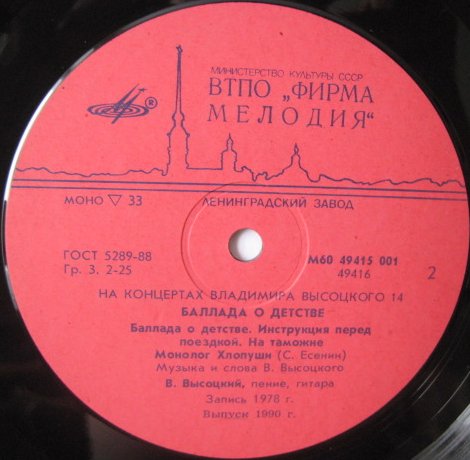 МИНИСТЕРСТВО КУЛЬТУРЫ СССР
ВТПО „ФИРМА
МЕЛОДИЯ“
®
МОНО ▽ 33 ЛЕНИНГРАДСКИЙ ЗАВОД
ГОСТ 5289-88 М60 49415 001
Гр. 3. 2-25 49416 2
НА КОНЦЕРТАХ ВЛАДИМИРА ВЫСОЦКОГО 14
БАЛЛАДА О ДЕТСТВЕ
Баллада о детстве. Инструкция перед
поездкой. На таможне
Монолог Хлопуши (С. Есенин)
Музыка и слова В. Высоцкого
В. Высоцкий, пение, гитара
Запись 1978 г.
Выпуск 1990 г.